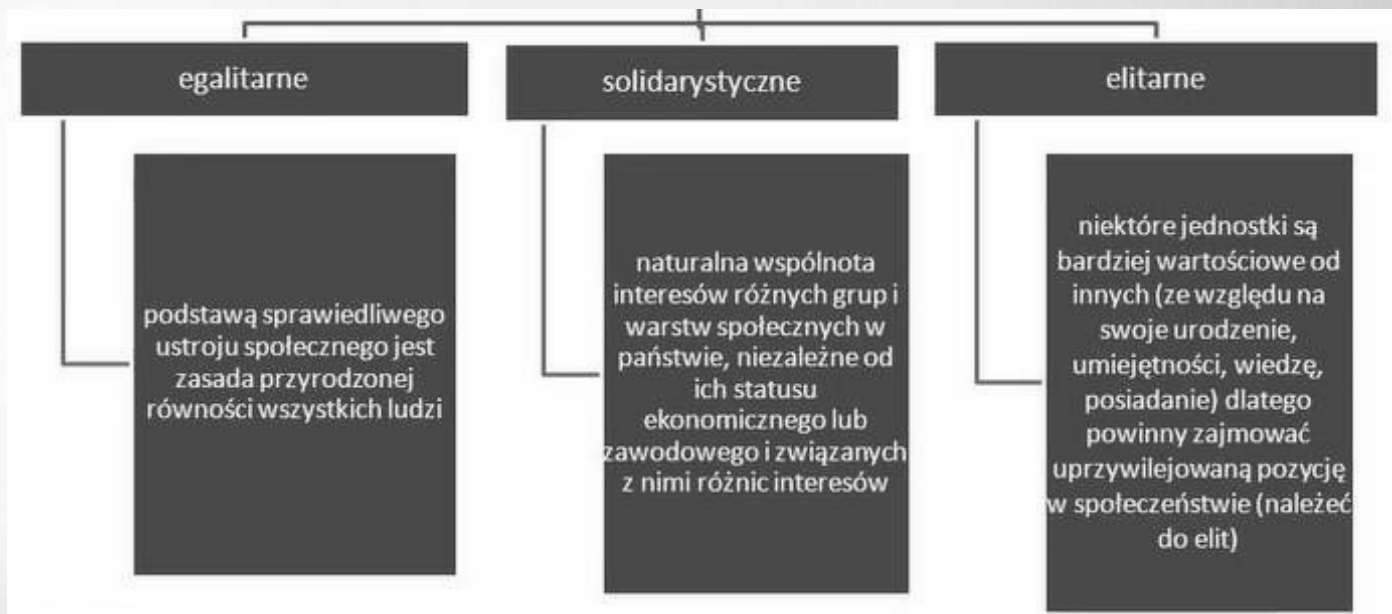 egalitarne
solidarystyczne
elitarne
podstawą sprawiedliwego
ustroju społecznego jest
zasada przyrodzonej
równości wszystkich ludzi
naturalna wspólnota
interesów różnych grup i
warstw społecznych w
państwie, niezależne od
ich statusu
ekonomicznego lub
zawodowego i związanych
z nimi różnic interesów
niektóre jednostki są
bardziej wartościowe od
innych (ze względu na
swoje urodzenie,
umiejętności, wiedzę,
posiadanie) dlatego
powinny zajmować
uprzywilejowaną pozycję
w społeczeństwie (należeć
do elit)